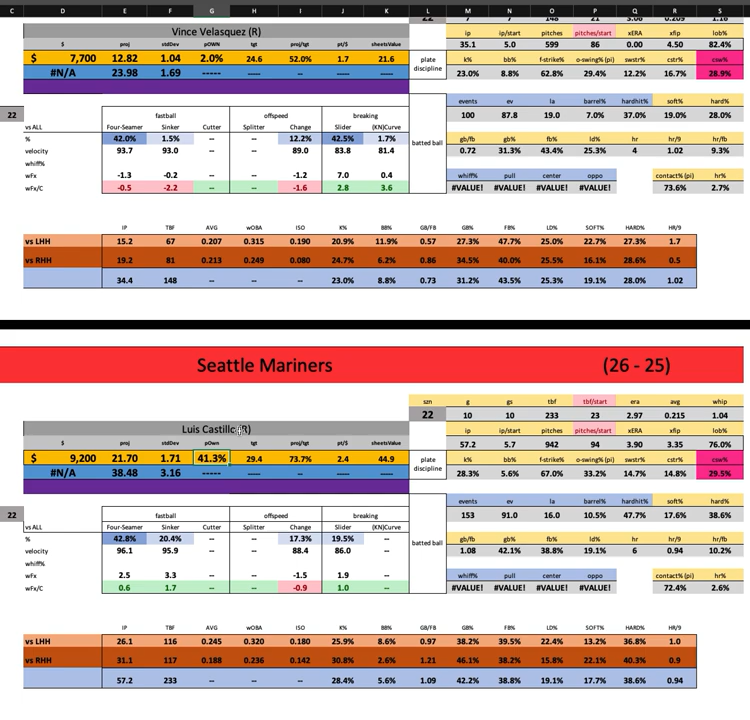 C D E F G H I J K L M N O P Q R S
22 7 7 148 21 3.06 0.209 1.16
Vince Velasquez (R) ip ip/start pitches pitches/start xERA xfip lob%
$ proj stdDev pOWN tgt proj/tgt pt/$ sheetsValue 35.1 5.0 599 86 0.00 4.50 82.4%
$ 7,700 12.82 1.04 2.0% 24.6 52.0% 1.7 21.6 plate discipline k% bb% f-strike% o-swing% (pi) swstr% cstr% csw%
#N/A 23.98 1.69 ----- ----- ---- ---- ---- 23.0% 8.8% 62.8% 29.4% 12.2% 16.7% 28.9%
events ev la barrel% hardhit% soft% hard%
22 fastball offspeed breaking 100 87.8 19.0 7.0% 37.0% 19.0% 28.0%
vs ALL Four-Seamer Sinker Cutter Splitter Change Slider (KN)Curve
% 42.0% 1.5% -- -- 12.2% 42.5% 1.7% batted ball gb/fb gb% fb% ld% hr hr/9 hr/fb
velocity 93.7 93.0 -- -- 89.0 83.8 81.4 0.72 31.3% 43.4% 25.3% 4 1.02 9.3%
whiff%
wFx -1.3 -0.2 -- -- -1.2 7.0 0.4 whiff% pull center oppo contact% (pi) hr%
wFx/C -0.5 -2.2 -- -- -1.6 2.8 3.6 #VALUE! #VALUE! #VALUE! #VALUE! 73.6% 2.7%
IP TBF AVG wOBA ISO K% BB% GB/FB GB% FB% LD% SOFT% HARD% HR/9
vs LHH 15.2 67 0.207 0.315 0.190 20.9% 11.9% 0.57 27.3% 47.7% 25.0% 22.7% 27.3% 1.7
vs RHH 19.2 81 0.213 0.249 0.080 24.7% 6.2% 0.86 34.5% 40.0% 25.5% 16.1% 28.6% 0.5
34.4 148 -- -- -- 23.0% 8.8% 0.73 31.2% 43.5% 25.3% 19.1% 28.0% 1.02
Seattle Mariners (26 - 25)
szn g gs tbf tbf/start era avg whip
22 10 10 233 23 2.97 0.215 1.04
Luis Castillo (R) ip ip/start pitches pitches/start xERA xfip lob%
$ proj stdDev pOwn tgt proj/tgt pt/$ sheetsValue 57.2 5.7 942 94 3.90 3.35 76.0%
$ 9,200 21.70 1.71 41.3% 29.4 73.7% 2.4 44.9 plate discipline k% bb% f-strike% o-swing% (pi) swstr% cstr% csw%
#N/A 38.48 3.16 ----- ----- ---- ---- ---- 28.3% 5.6% 67.0% 33.2% 14.7% 14.8% 29.5%
events ev la barrel% hardhit% soft% hard%
22 fastball offspeed breaking 153 91.0 16.0 10.5% 47.7% 17.6% 38.6%
vs ALL Four-Seamer Sinker Cutter Splitter Change Slider (KN)Curve
% 42.8% 20.4% -- -- 17.3% 19.5% -- batted ball gb/fb gb% fb% ld% hr hr/9 hr/fb
velocity 96.1 95.9 -- -- 88.4 86.0 -- 1.08 42.1% 38.8% 19.1% 6 0.94 10.2%
whiff%
wFx 2.5 3.3 -- -- -1.5 1.9 -- whiff% pull center oppo contact% (pi) hr%
wFx/C 0.6 1.7 -- -- -0.9 1.0 -- #VALUE! #VALUE! #VALUE! #VALUE! 72.4% 2.6%
IP TBF AVG wOBA ISO K% BB% GB/FB GB% FB% LD% SOFT% HARD% HR/9
vs LHH 26.1 116 0.245 0.320 0.180 25.9% 8.6% 0.97 38.2% 39.5% 22.4% 13.2% 36.8% 1.0
vs RHH 31.1 117 0.188 0.236 0.142 30.8% 2.6% 1.21 46.1% 38.2% 15.8% 22.1% 40.3% 0.9
57.2 233 -- -- -- 28.4% 5.6% 1.09 42.2% 38.8% 19.1% 17.7% 38.6% 0.94